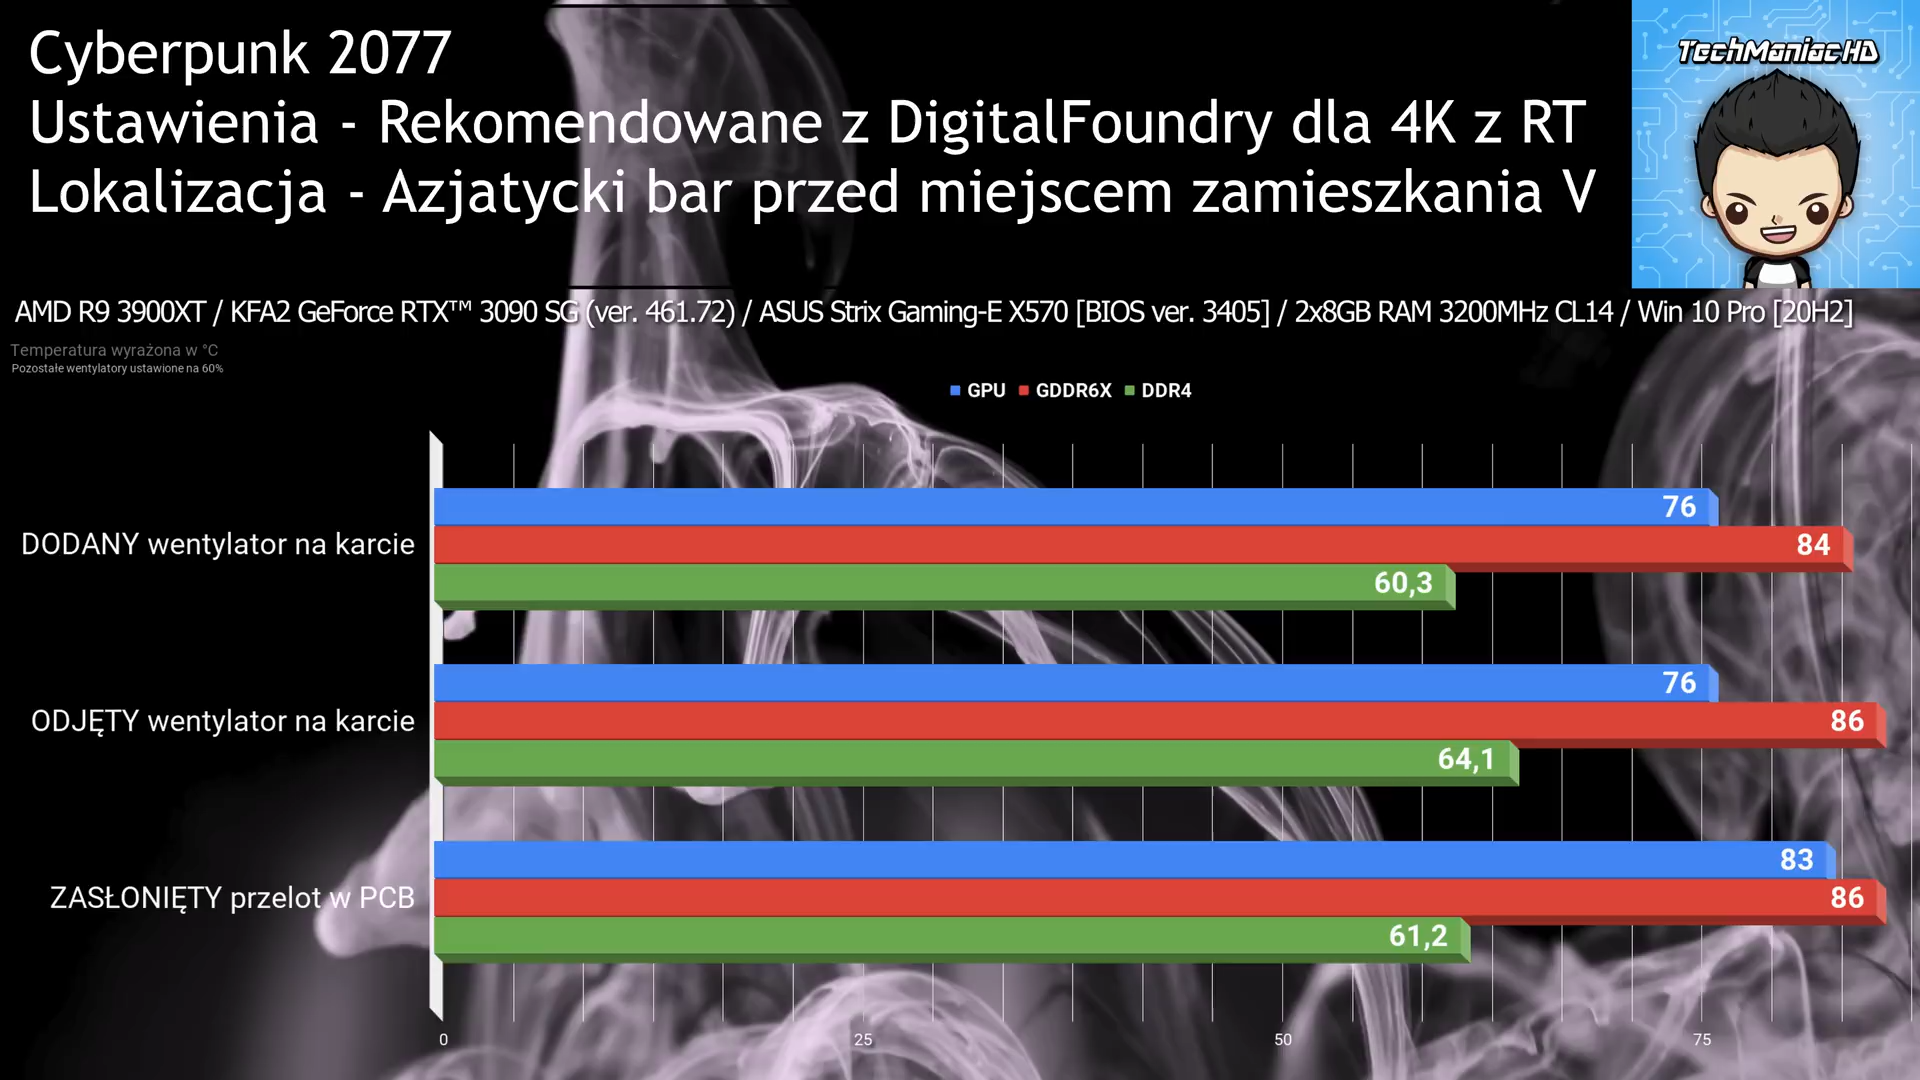 Cyberpunk 2077
TechManiacHD
Ustawienia - Rekomendowane z DigitalFoundry dla 4K z RT
Lokalizacja - Azjatycki bar przed miejscem zamieszkania V
AMD R9 3900XT / KFA2 GeForce RTX™ 3090 SG (ver. 461.72) / ASUS Strix Gaming-E X570 [BIOS ver. 3405] / 2x8GB RAM 3200MHz CL14 / Win 10 Pro [20H2]
Temperatura wyrażona w °C
Pozostałe wentylatory ustawione na 60%
GPU GDDR6X DDR4
76
DODANY wentylator na karcie 84
60,3
76
ODJĘTY wentylator na karcie 86
64,1
83
ZASŁONIĘTY przelot w PCB 86
61,2
0 25 50 75